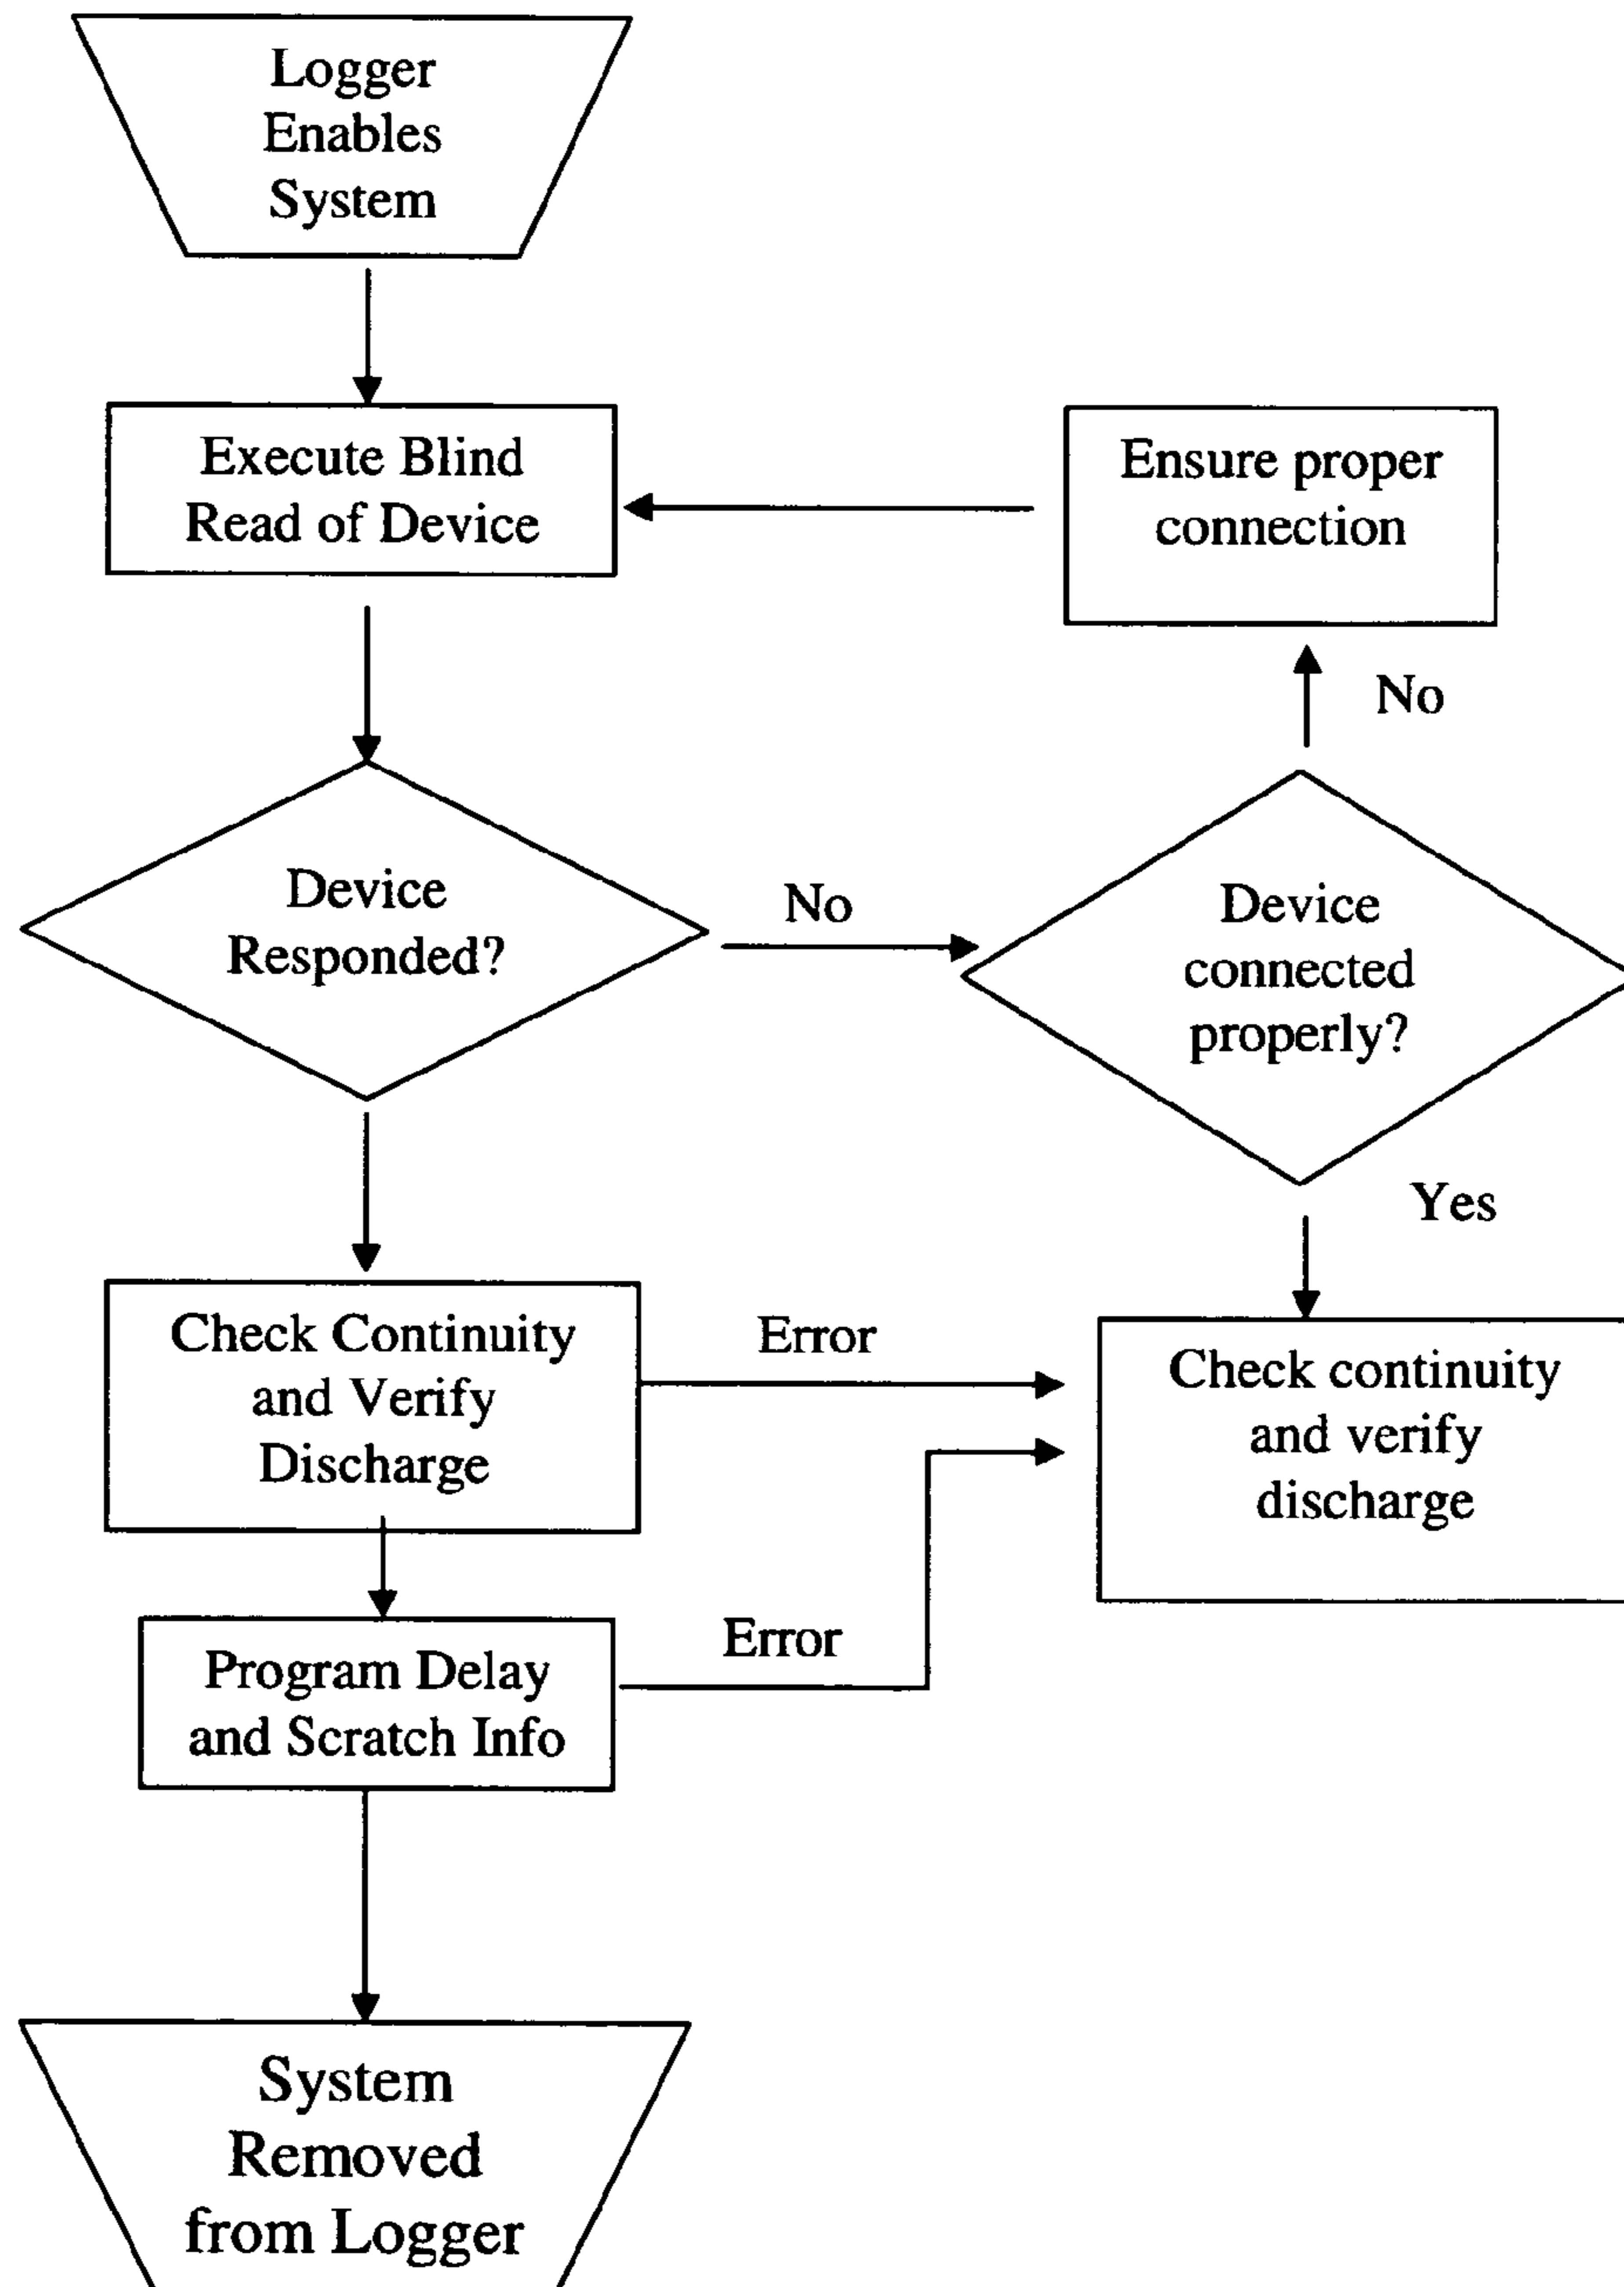 Logger
Enables
System
Execute Blind
Read of Device
Ensure proper
connection
No
Device
Responded?
No
Device
connected
properly?
Yes
Check Continuity
and Verify
Discharge
Error
Check continuity
and verify
discharge
Program Delay
and Scratch Info
Error
System
Removed
from Logger